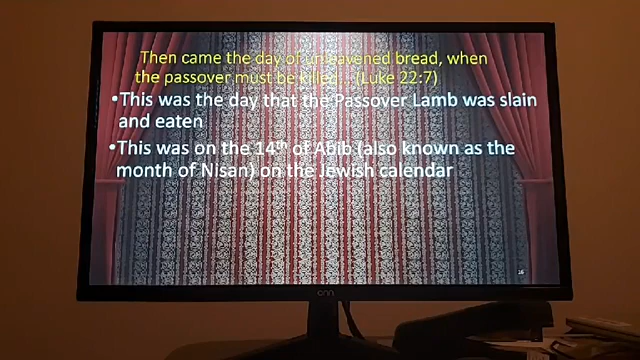 Then came the day of unleavened bread, when
the passover must be killed. (Luke 22:7)
•This was the day that the Passover Lamb was slain
and eaten
•This was on the 14th of Abib (also known as the
month of Nisan) on the Jewish calendar
16
onn